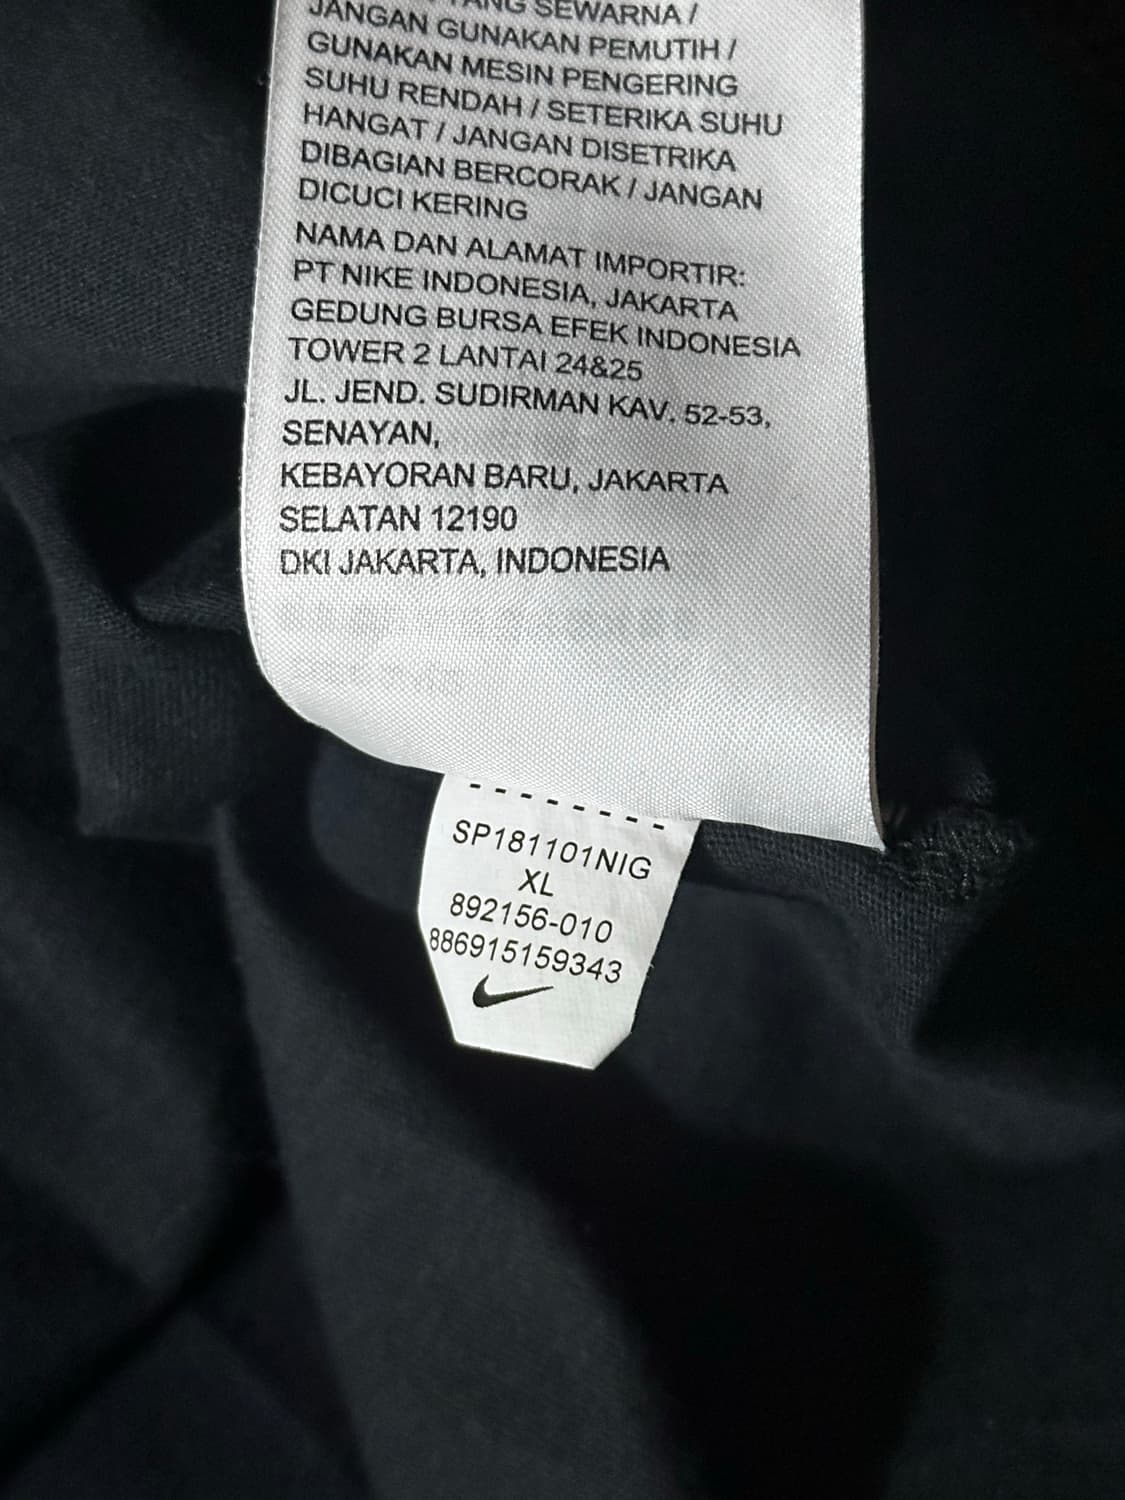 YANG SEWARNA /
JANGAN GUNAKAN PEMUTIH /
GUNAKAN MESIN PENGERING
SUHU RENDAH / SETERIKA SUHU
HANGAT / JANGAN DISETRIKA
DIBAGIAN BERCORAK / JANGAN
DICUCI KERING
NAMA DAN ALAMAT IMPORTIR:
PT NIKE INDONESIA, JAKARTA
GEDUNG BURSA EFEK INDONESIA
TOWER 2 LANTAI 24&25
JL. JEND. SUDIRMAN KAV. 52-53,
SENAYAN,
KEBAYORAN BARU, JAKARTA
SELATAN 12190
DKI JAKARTA, INDONESIA
SP181101NIG
XL
892156-010
886915159343